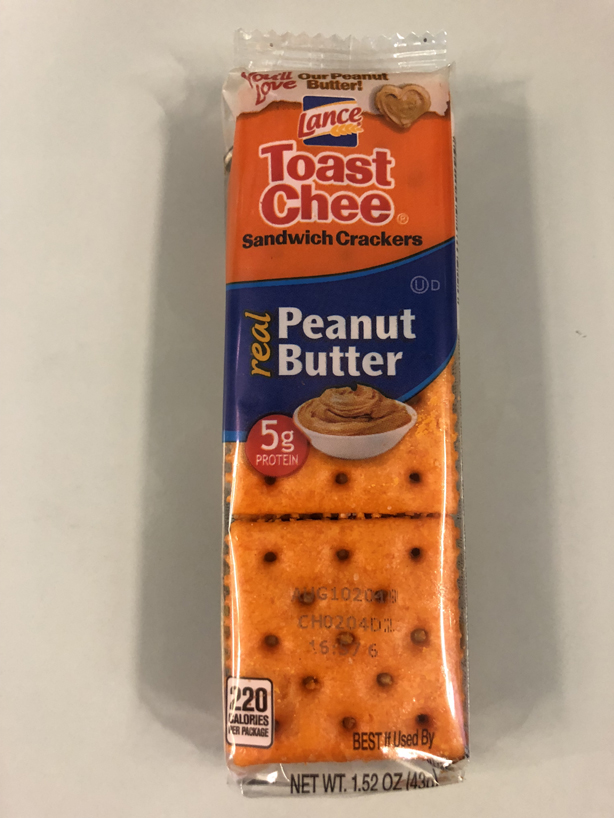 You'll Love
Our Peanut Butter!
Lance
Toast
Chee®
Sandwich Crackers
U D
real
Peanut
Butter
5g
PROTEIN
220
CALORIES
PER PACKAGE
BEST If Used By
NET WT. 1.52 OZ